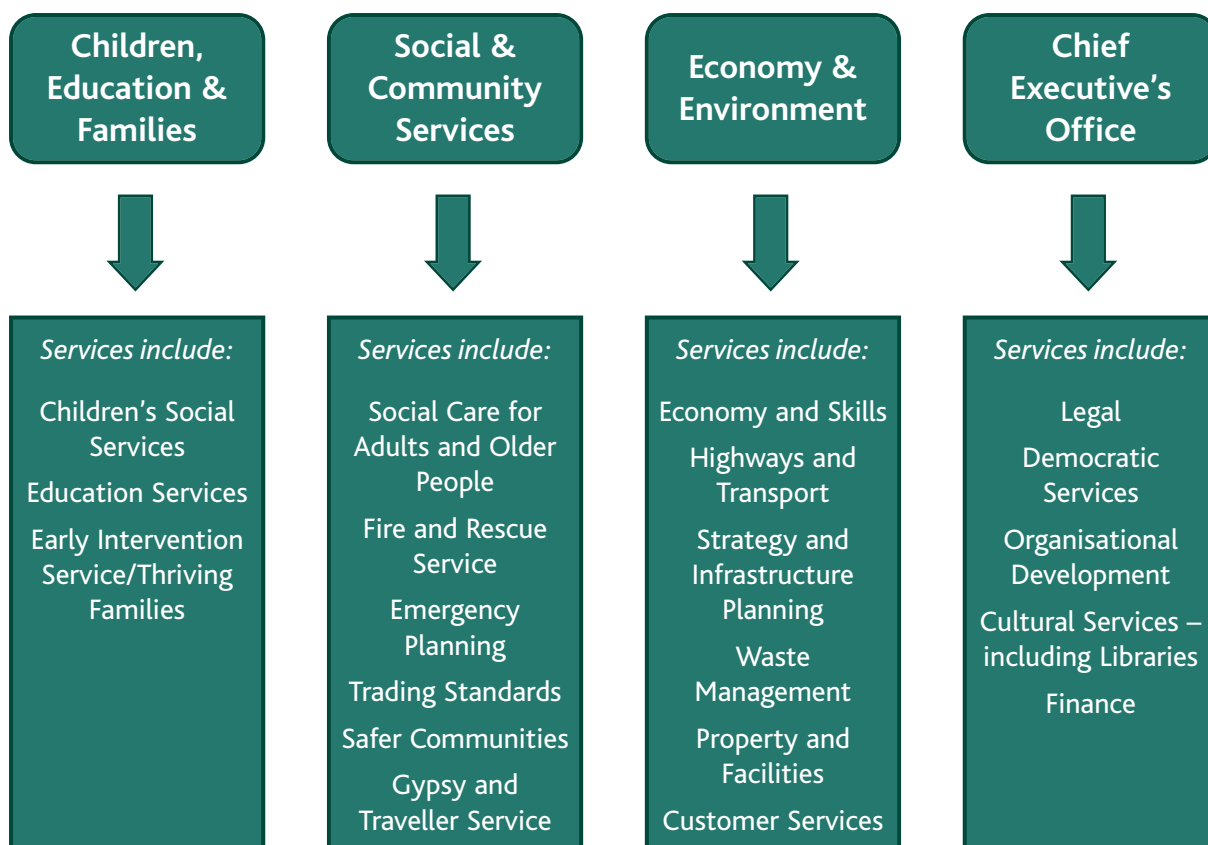 Children,
Education &
Families
Social &
Community
Services
Economy &
Environment
Chief
Executive’s
Office
Services include:
Children’s Social
Services
Education Services
Early Intervention
Service/Thriving
Families
Services include:
Social Care for
Adults and Older
People
Fire and Rescue
Service
Emergency
Planning
Trading Standards
Safer Communities
Gypsy and
Traveller Service
Services include:
Economy and Skills
Highways and
Transport
Strategy and
Infrastructure
Planning
Waste
Management
Property and
Facilities
Customer Services
Services include:
Legal
Democratic
Services
Organisational
Development
Cultural Services –
including Libraries
Finance